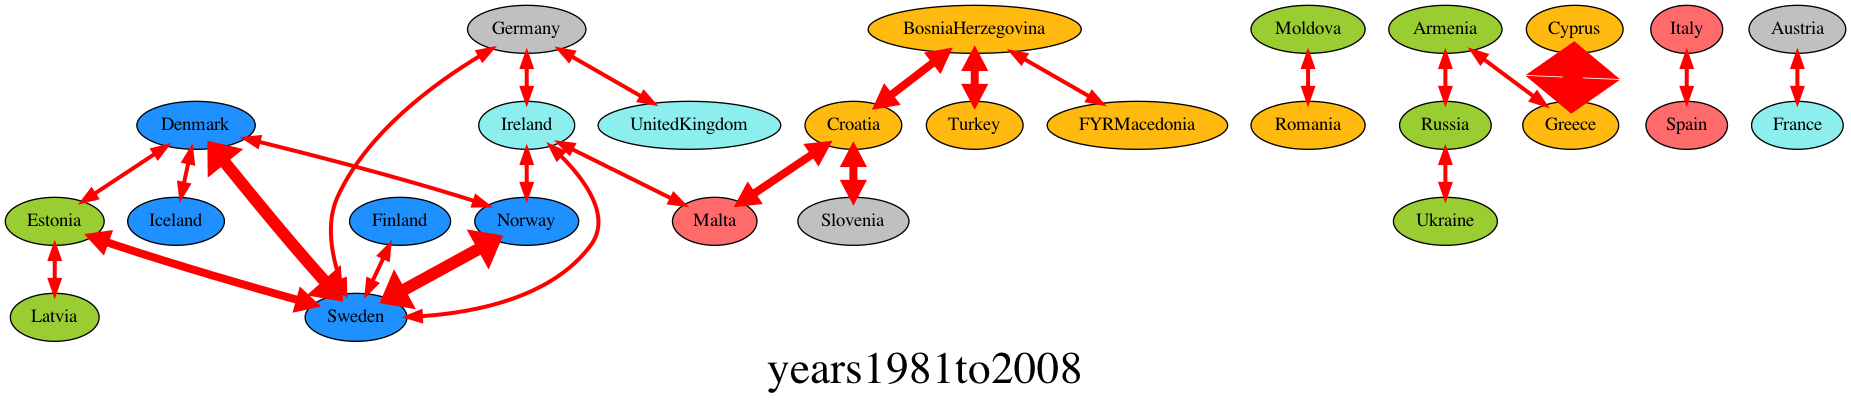 Germany BosniaHerzegovina Moldova Armenia Cyprus Italy Austria
Denmark Ireland UnitedKingdom Croatia Turkey FYRMacedonia Romania Russia Greece Spain France
Estonia Iceland Finland Norway Malta Slovenia Ukraine
Latvia Sweden
years1981to2008